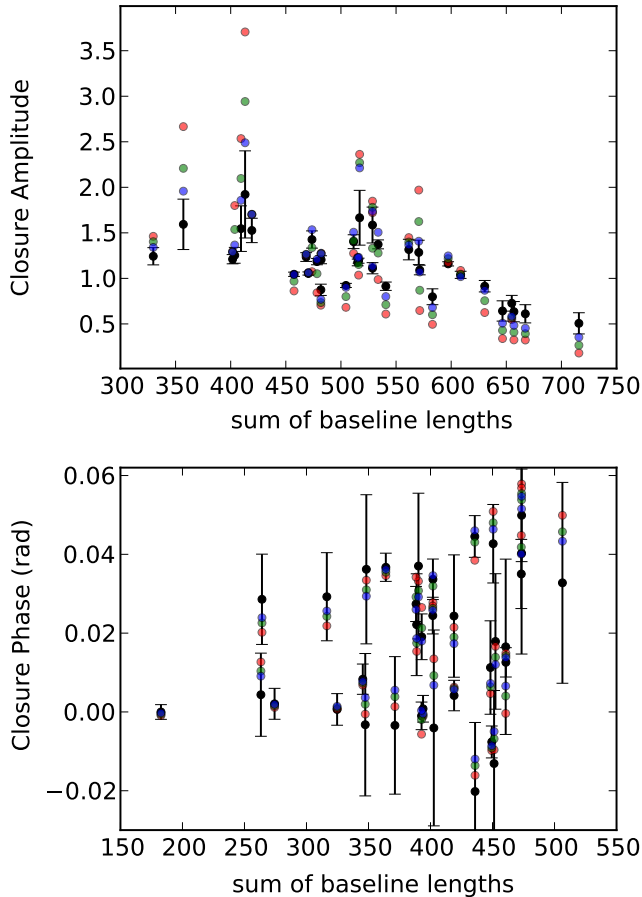 Closure Amplitude
3.5
3.0
2.5
2.0
1.5
1.0
0.5
300 350 400 450 500 550 600 650 700 750
sum of baseline lengths
Closure Phase (rad)
0.06
0.04
0.02
0.00
−0.02
150 200 250 300 350 400 450 500 550
sum of baseline lengths